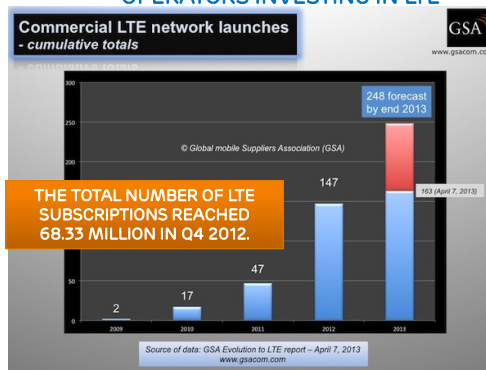 OPERATORS INVESTING IN LTE
Commercial LTE network launches
- cumulative totals
GSA
www.gsacom.co
300
248 forecast
by end 2013
250
© Global mobile Suppliers Association (GSA)
200
147
163 (April 7, 2013)
THE TOTAL NUMBER OF LTE
SUBSCRIPTIONS REACHED
68.33 MILLION IN Q4 2012.
47
50
17
2
0
2009 2010 2011 2012 2013
Source of data: GSA Evolution to LTE report – April 7, 2013
www.gsacom.com